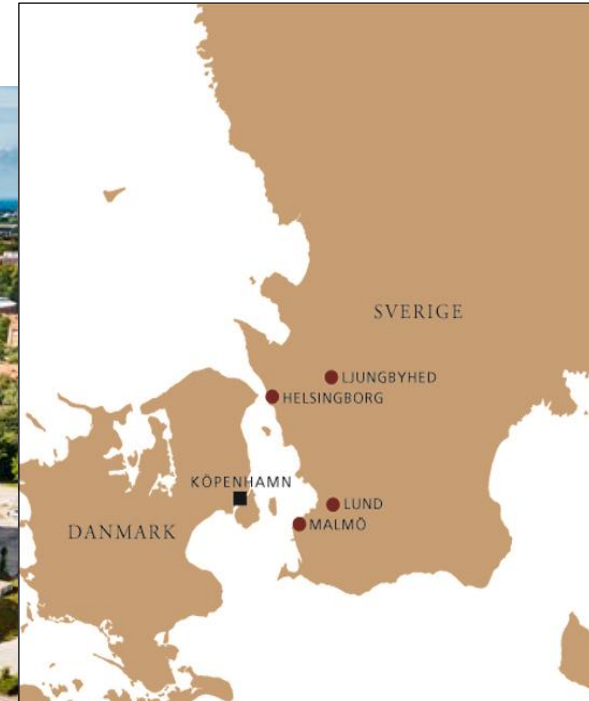 SVERIGE
LJUNGBYHED
HELSINGBORG
KÖPENHAMN
LUND
MALMÖ
DANMARK